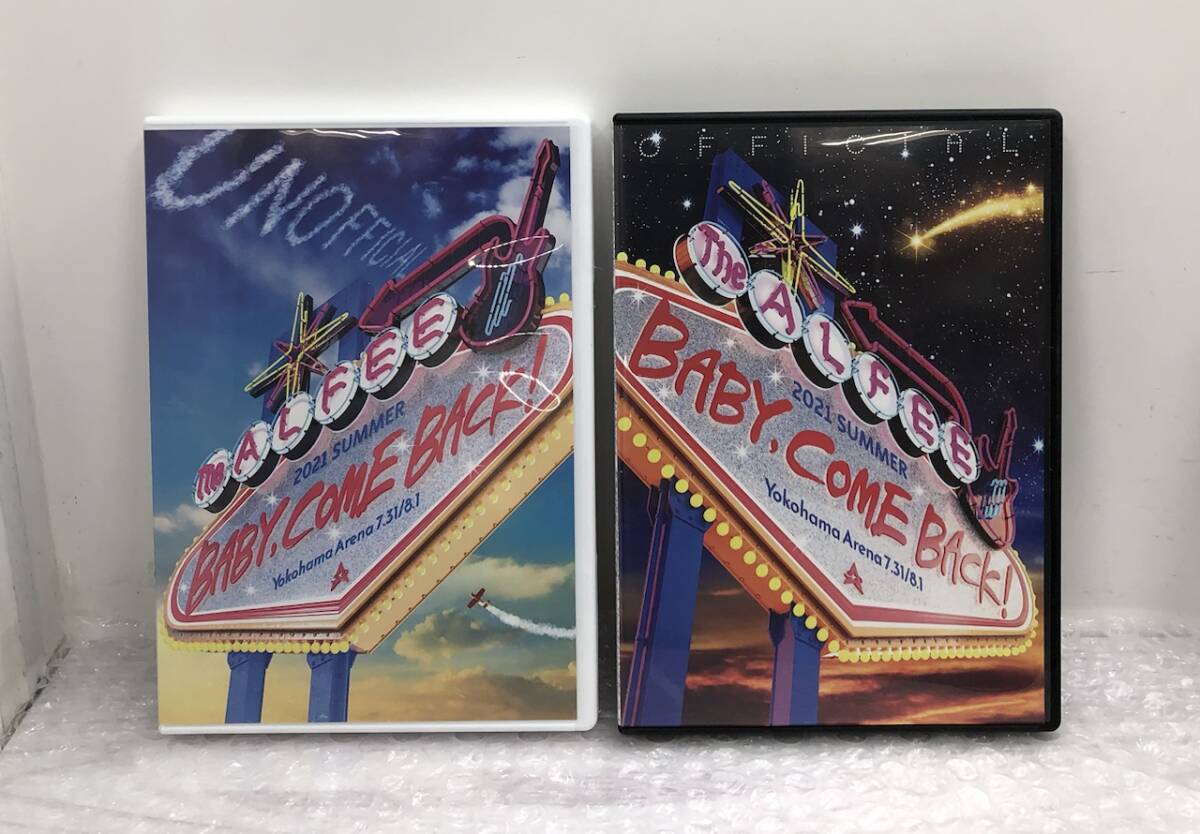 UNOFFICIAL
The ALFEE
2021 SUMMER
BABY, COME BACK!
Yokohama Arena 7.31/8.1
OFFICIAL
The ALFEE
2021 SUMMER
BABY, COME BACK!
Yokohama Arena 7.31/8.1